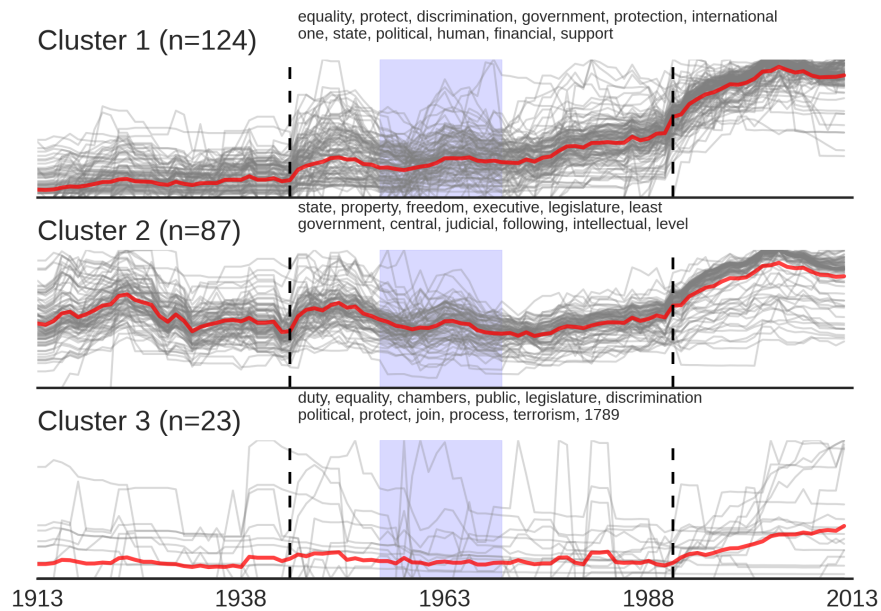 equality, protect, discrimination, government, protection, international
one, state, political, human, financial, support
Cluster 1 (n=124)
state, property, freedom, executive, legislature, least
government, central, judicial, following, intellectual, level
Cluster 2 (n=87)
duty, equality, chambers, public, legislature, discrimination
political, protect, join, process, terrorism, 1789
Cluster 3 (n=23)
1913 1938 1963 1988 2013